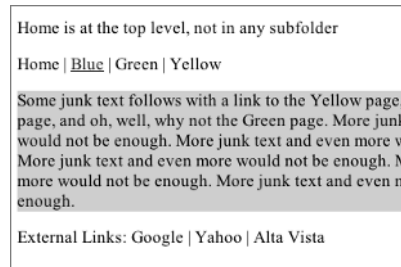 Home is at the top level, not in any subfolder
Home | Blue | Green | Yellow
Some junk text follows with a link to the Yellow page
page, and oh, well, why not the Green page. More junk
would not be enough. More junk text and even more
More junk text and even more would not be enough.
more would not be enough. More junk text and even
enough.
External Links: Google | Yahoo | Alta Vista